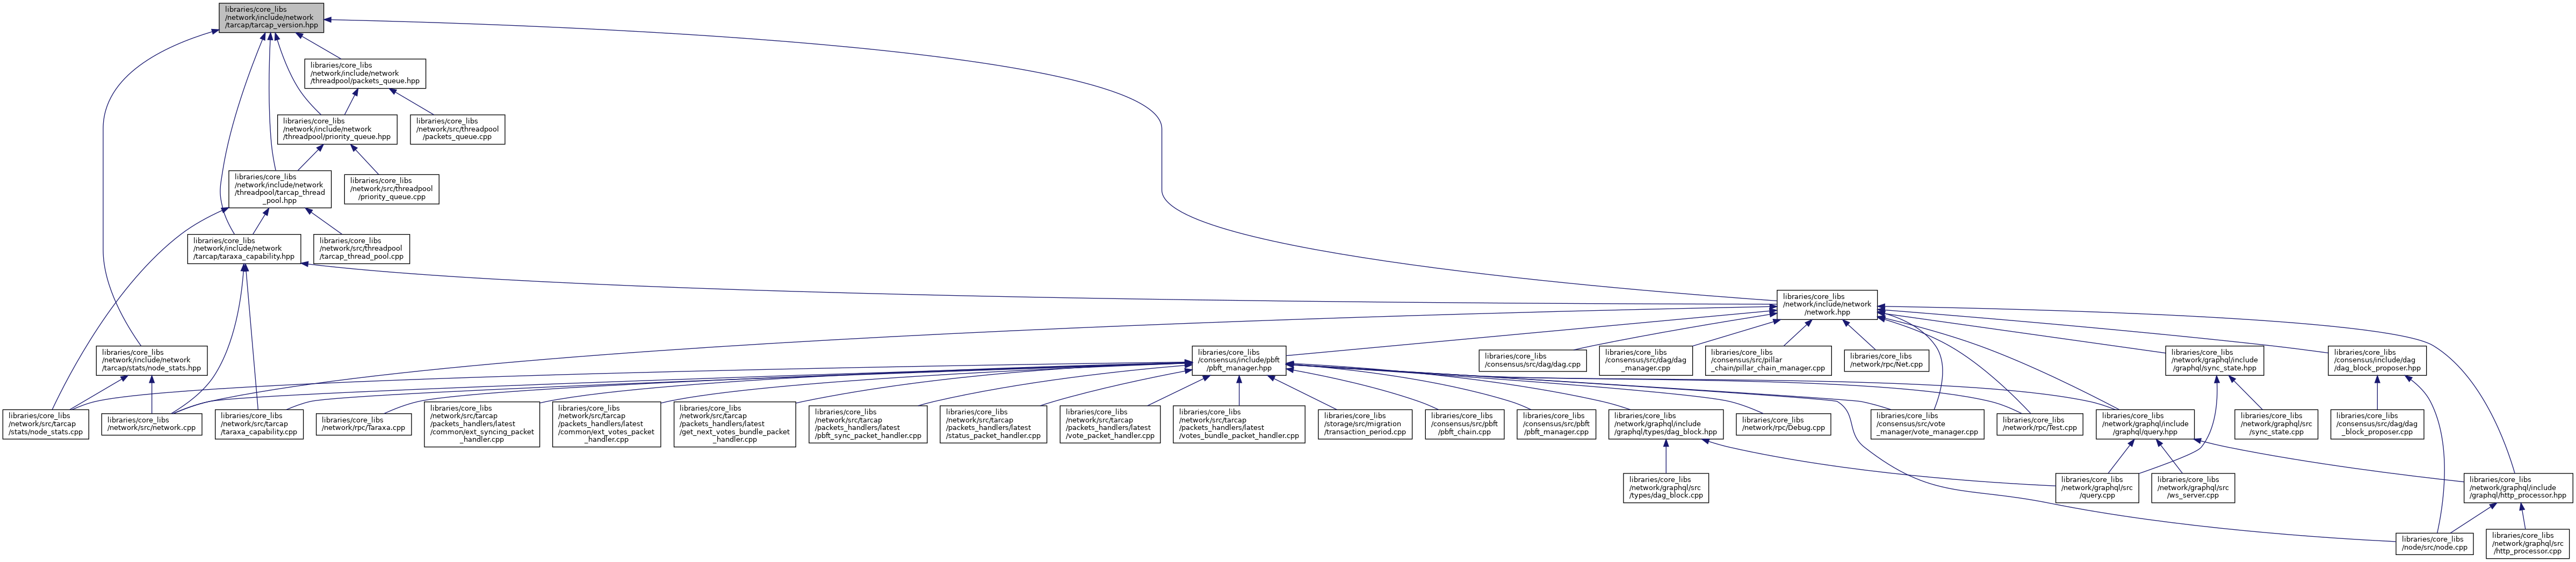 libraries/core_libs
/network/include/network
/tarcap/tarcap_version.hpp
libraries/core_libs
/network/include/network
/threadpool/packets_queue.hpp
libraries/core_libs
/network/include/network
/threadpool/priority_queue.hpp
libraries/core_libs
/network/src/threadpool
/packets_queue.cpp
libraries/core_libs
/network/include/network
/threadpool/tarcap_thread
_pool.hpp
libraries/core_libs
/network/src/threadpool
/priority_queue.cpp
libraries/core_libs
/network/include/network
/tarcap/taraxa_capability.hpp
libraries/core_libs
/network/src/threadpool
/tarcap_thread_pool.cpp
libraries/core_libs
/network/include/network
/network.hpp
libraries/core_libs
/network/include/network
/tarcap/stats/node_stats.hpp
libraries/core_libs
/consensus/include/pbft
/pbft_manager.hpp
libraries/core_libs
/consensus/src/dag/dag.cpp
libraries/core_libs
/consensus/src/dag/dag
_manager.cpp
libraries/core_libs
/consensus/src/pillar
_chain/pillar_chain_manager.cpp
libraries/core_libs
/network/rpc/Net.cpp
libraries/core_libs
/network/graphql/include
/graphql/sync_state.hpp
libraries/core_libs
/consensus/include/dag
/dag_block_proposer.hpp
libraries/core_libs
/network/src/tarcap
/stats/node_stats.cpp
libraries/core_libs
/network/src/network.cpp
libraries/core_libs
/network/src/tarcap
/taraxa_capability.cpp
libraries/core_libs
/network/rpc/Taraxa.cpp
libraries/core_libs
/network/src/tarcap
/packets_handlers/latest
/common/ext_syncing_packet
_handler.cpp
libraries/core_libs
/network/src/tarcap
/packets_handlers/latest
/common/ext_votes_packet
_handler.cpp
libraries/core_libs
/network/src/tarcap
/packets_handlers/latest
/get_next_votes_bundle_packet
_handler.cpp
libraries/core_libs
/network/src/tarcap
/packets_handlers/latest
/pbft_sync_packet_handler.cpp
libraries/core_libs
/network/src/tarcap
/packets_handlers/latest
/status_packet_handler.cpp
libraries/core_libs
/network/src/tarcap
/packets_handlers/latest
/vote_packet_handler.cpp
libraries/core_libs
/network/src/tarcap
/packets_handlers/latest
/votes_bundle_packet_handler.cpp
libraries/core_libs
/storage/src/migration
/transaction_period.cpp
libraries/core_libs
/consensus/src/pbft
/pbft_chain.cpp
libraries/core_libs
/consensus/src/pbft
/pbft_manager.cpp
libraries/core_libs
/network/graphql/include
/graphql/types/dag_block.hpp
libraries/core_libs
/network/rpc/Debug.cpp
libraries/core_libs
/consensus/src/vote
_manager/vote_manager.cpp
libraries/core_libs
/network/rpc/Test.cpp
libraries/core_libs
/network/graphql/include
/graphql/query.hpp
libraries/core_libs
/network/graphql/src
/sync_state.cpp
libraries/core_libs
/consensus/src/dag/dag
_block_proposer.cpp
libraries/core_libs
/network/graphql/src
/types/dag_block.cpp
libraries/core_libs
/network/graphql/src
/query.cpp
libraries/core_libs
/network/graphql/src
/ws_server.cpp
libraries/core_libs
/network/graphql/include
/graphql/http_processor.hpp
libraries/core_libs
/node/src/node.cpp
libraries/core_libs
/network/graphql/src
/http_processor.cpp